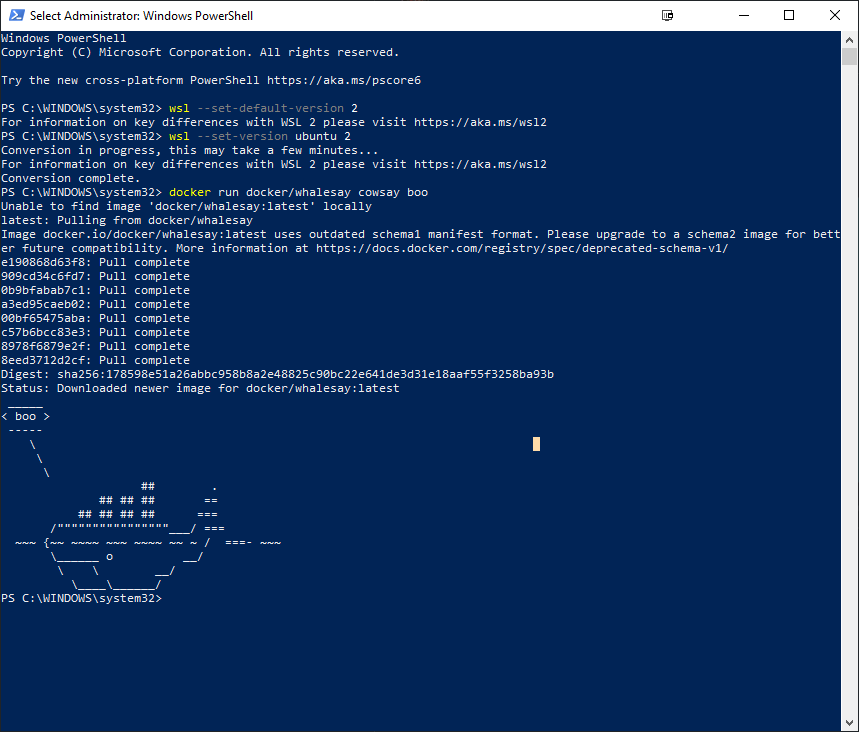 Select Administrator: Windows PowerShell
Windows PowerShell
Copyright (C) Microsoft Corporation. All rights reserved.
Try the new cross-platform PowerShell https://aka.ms/pscore6
PS C:\WINDOWS\system32> wsl --set-default-version 2
For information on key differences with WSL 2 please visit https://aka.ms/wsl2
PS C:\WINDOWS\system32> wsl --set-version ubuntu 2
Conversion in progress, this may take a few minutes...
For information on key differences with WSL 2 please visit https://aka.ms/wsl2
Conversion complete.
PS C:\WINDOWS\system32> docker run docker/whalesay cowsay boo
Unable to find image 'docker/whalesay:latest' locally
latest: Pulling from docker/whalesay
Image docker.io/docker/whalesay:latest uses outdated schema1 manifest format. Please upgrade to a schema2 image for bett
er future compatibility. More information at https://docs.docker.com/registry/spec/deprecated-schema-v1/
e190868d63f8: Pull complete
909cd34c6fd7: Pull complete
0b9bfabab7c1: Pull complete
a3ed95caeb02: Pull complete
00bf65475aba: Pull complete
c57b6bcc83e3: Pull complete
8978f6879e2f: Pull complete
8eed3712d2cf: Pull complete
Digest: sha256:178598e51a26abbc958b8a2e48825c90bc22e641de3d31e18aaf55f3258ba93b
Status: Downloaded newer image for docker/whalesay:latest
 _____
< boo >
 -----
    \
     \
      \
                    ##        .
              ## ## ##       ==
           ## ## ## ##      ===
       /""""""""""""""""___/ ===
  ~~~ {~~ ~~~~ ~~~ ~~~~ ~~ ~ /  ===- ~~~
       \______ o          __/
        \    \        __/
          \____\______/
PS C:\WINDOWS\system32>